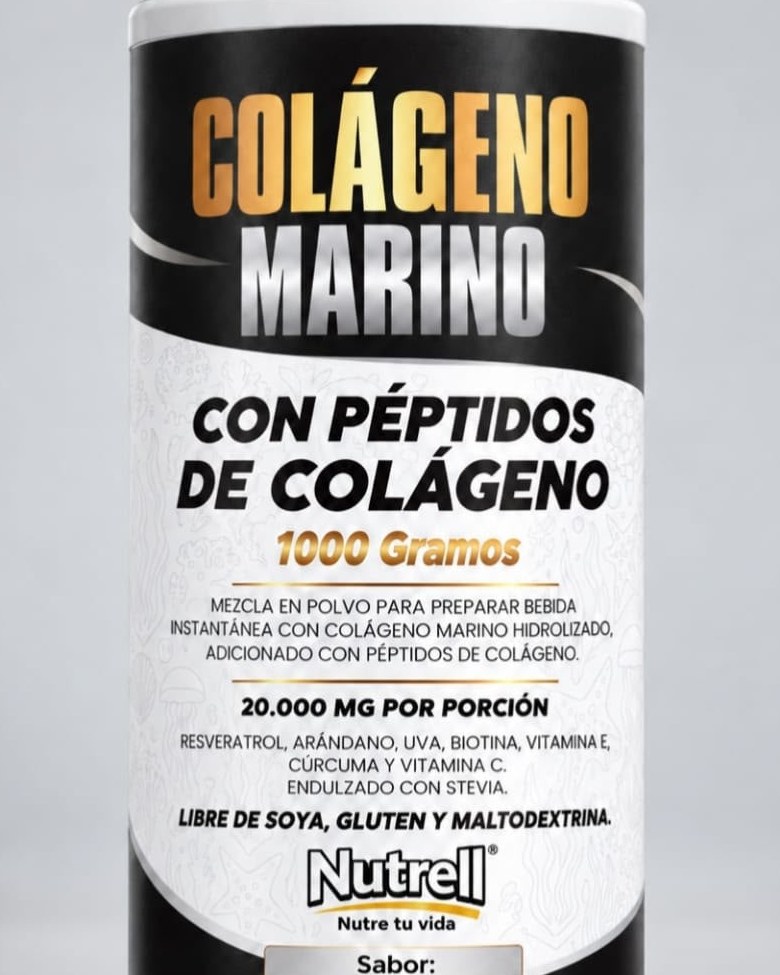 COLÁGENO
MARINO
CON PÉPTIDOS
DE COLÁGENO
1000 Gramos
MEZCLA EN POLVO PARA PREPARAR BEBIDA
INSTANTÁNEA CON COLÁGENO MARINO HIDROLIZADO,
ADICIONADO CON PÉPTIDOS DE COLÁGENO.
20.000 MG POR PORCIÓN
RESVERATROL, ARÁNDANO, UVA, BIOTINA, VITAMINA E,
CÚRCUMA Y VITAMINA C.
ENDULZADO CON STEVIA.
LIBRE DE SOYA, GLUTEN Y MALTODEXTRINA.
Nutrell®
Nutre tu vida
Sabor: